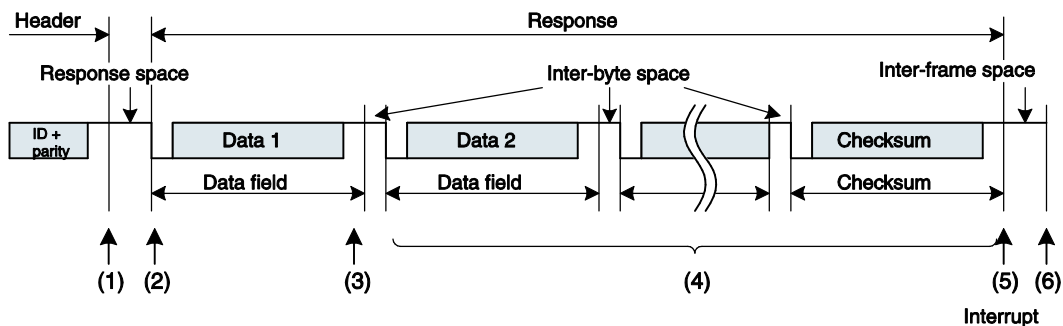 Header
Response
Response space
Inter-byte space
Inter-frame space
ID +
parity
Data 1
Data 2
Checksum
Data field
Data field
Checksum
(1)
(2)
(3)
(4)
(5)
(6)
Interrupt